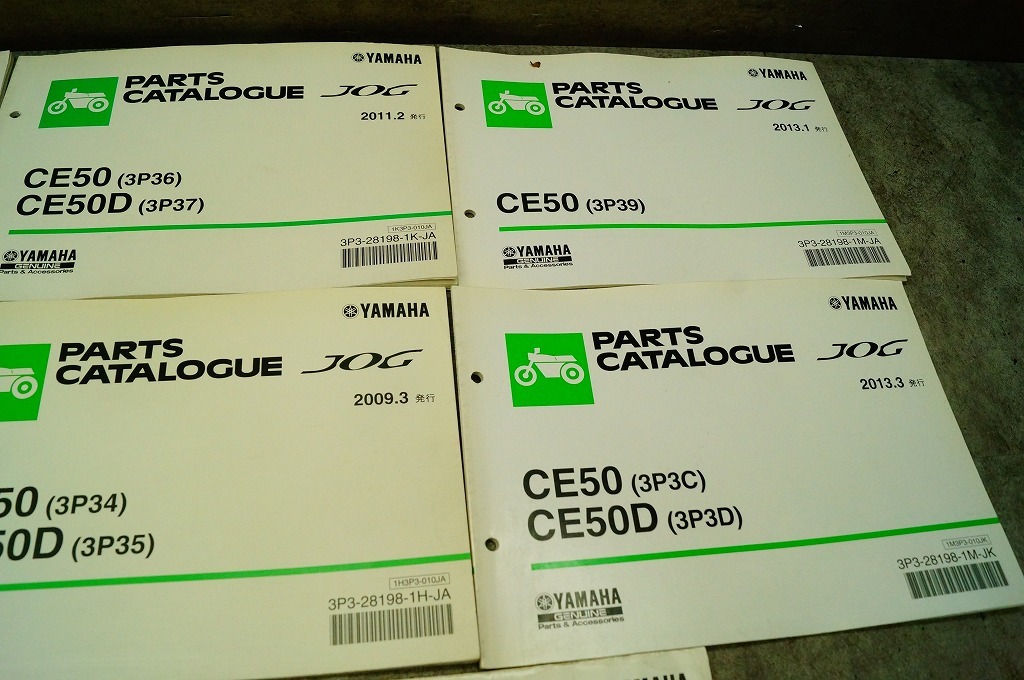 YAMAHA
PARTS
CATALOGUE
JOG
2011.2 発行
CE50 (3P36)
CE50D (3P37)
1K3P3-010JA
3P3-28198-1K-JA
YAMAHA
GENUINE
Parts & Accessories
YAMAHA
PARTS
CATALOGUE
JOG
2013.1 発行
CE50 (3P39)
1M3P3-010JA
3P3-28198-1M-JA
YAMAHA
GENUINE
Parts & Accessories
YAMAHA
PARTS
CATALOGUE
JOG
2009.3 発行
50 (3P34)
50D (3P35)
1H3P3-010JA
3P3-28198-1H-JA
YAMAHA
PARTS
CATALOGUE
JOG
2013.3 発行
CE50 (3P3C)
CE50D (3P3D)
1M3P3-010JK
3P3-28198-1M-JK
YAMAHA
GENUINE
Parts & Accessories
YAMAHA